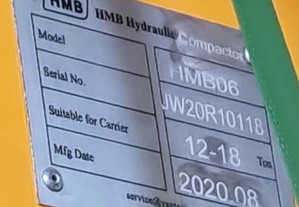 HMB HMB Hydraulic Compactor
Model HMB06
Serial No. JW20R10118
Suitable for Carrier 12-18 Ton
Mfg Date 2020.08